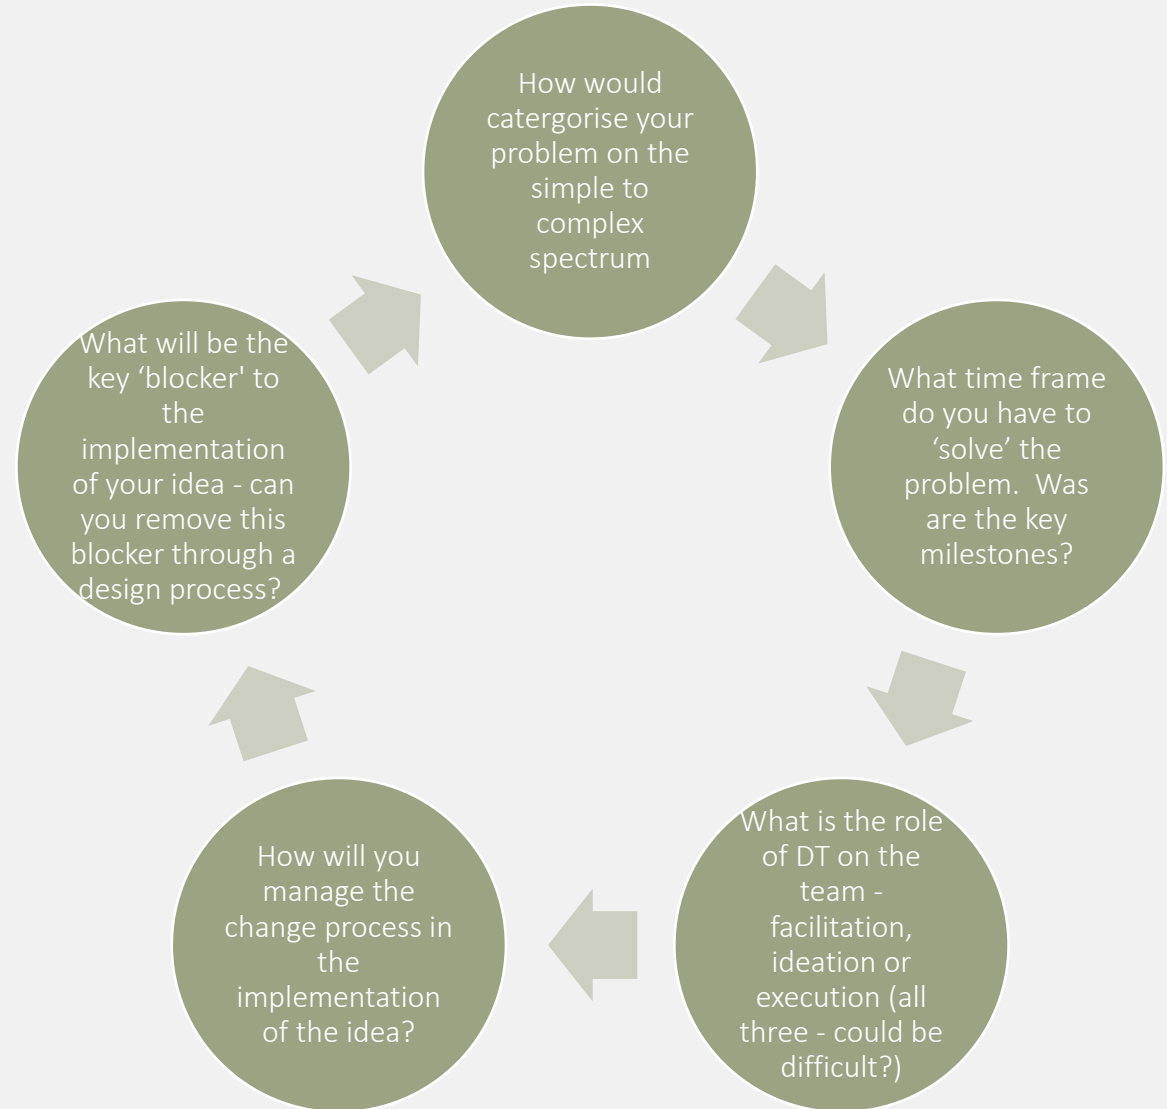 How would
catergorise your
problem on the
simple to
complex
spectrum
What time frame
do you have to
‘solve’ the
problem.  Was
are the key
milestones?
What is the role
of DT on the
team -
facilitation,
ideation or
execution (all
three - could be
difficult?)
How will you
manage the
change process in
the
implementation
of the idea?
What will be the
key ‘blocker' to
the
implementation
of your idea - can
you remove this
blocker through a
design process?